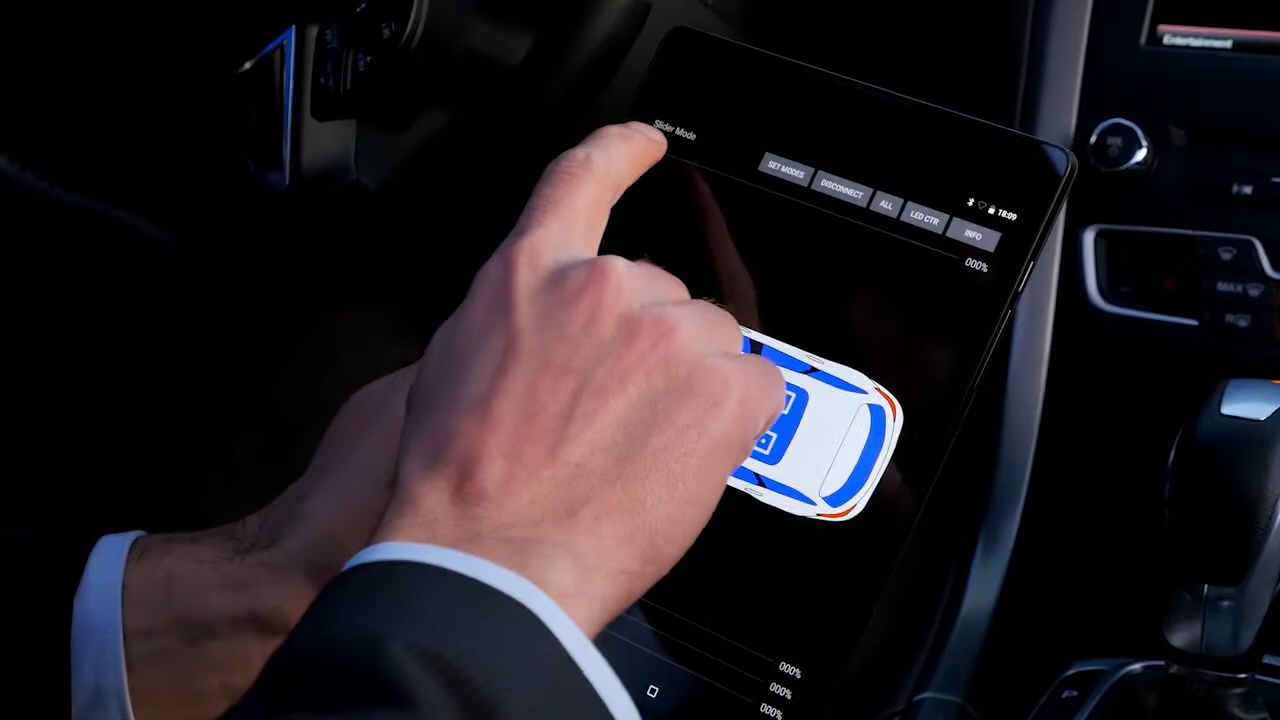 Entertainment
Slider Mode
SET MODES
DISCONNECT
ALL
LED CTR
INFO
18:09
000%
MAX
R
000%
000%
000%
P